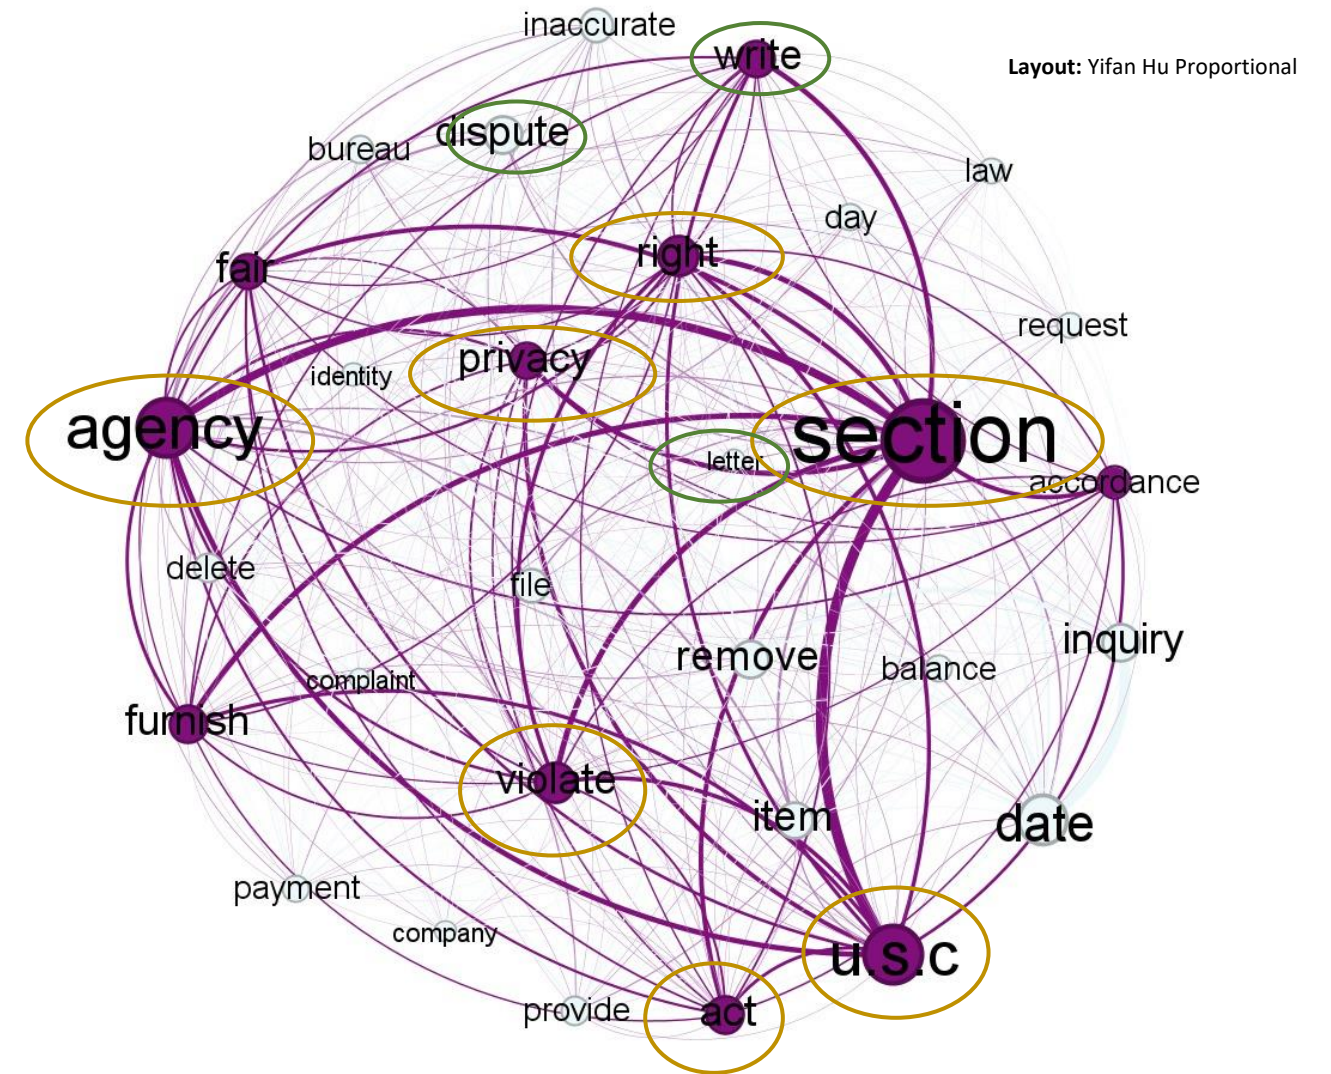 inaccurate
write
Layout: Yifan Hu Proportional
dispute
bureau
law
day
right
fair
request
privacy
identity
agency
section
letter
accordance
delete
file
inquiry
remove
balance
complaint
furnish
violate
item
date
payment
company
u.s.c
provide
act